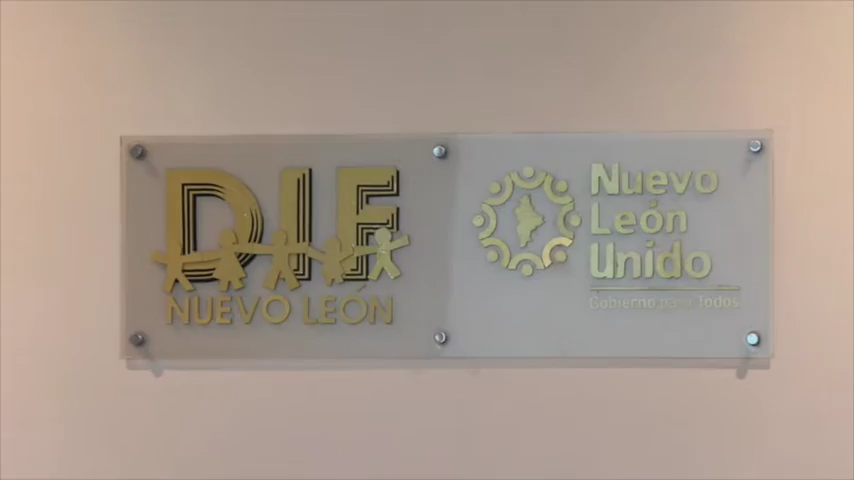 DIF
NUEVO LEÓN
Nuevo
León
Unido
Gobierno para Todos